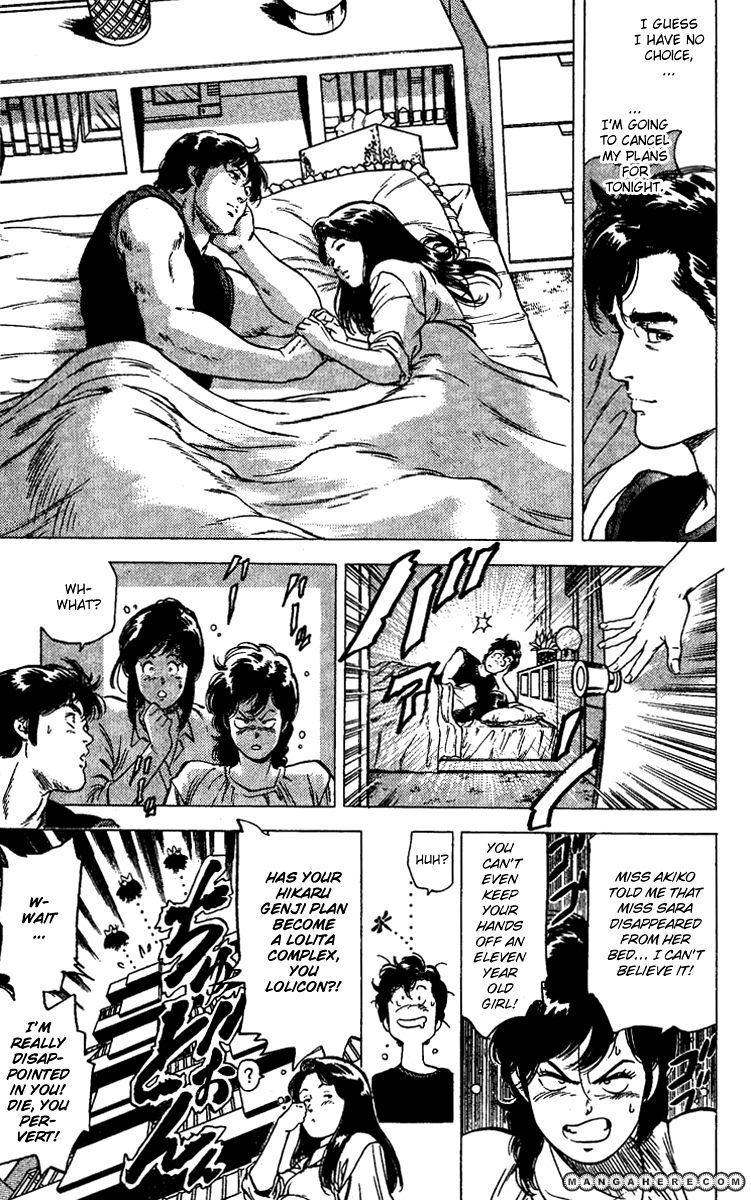 I GUESS
I HAVE NO
CHOICE,
...
...
I'M GOING
TO CANCEL
MY PLANS
FOR
TONIGHT.
WH-
WHAT?
MISS AKIKO
TOLD ME THAT
MISS SARA
DISAPPEARED
FROM HER
BED... I CAN'T
BELIEVE IT!
YOU
CAN'T
EVEN
KEEP
YOUR
HANDS
OFF AN
ELEVEN
YEAR
OLD
GIRL!
HUH?
HAS YOUR
HIKARU
GENJI PLAN
BECOME
A LOLITA
COMPLEX,
YOU
LOLICON?!
?
W-
WAIT
...
I'M
REALLY
DISAP-
POINTED
IN YOU!
DIE, YOU
PER-
VERT!
MANGAHERE.COM